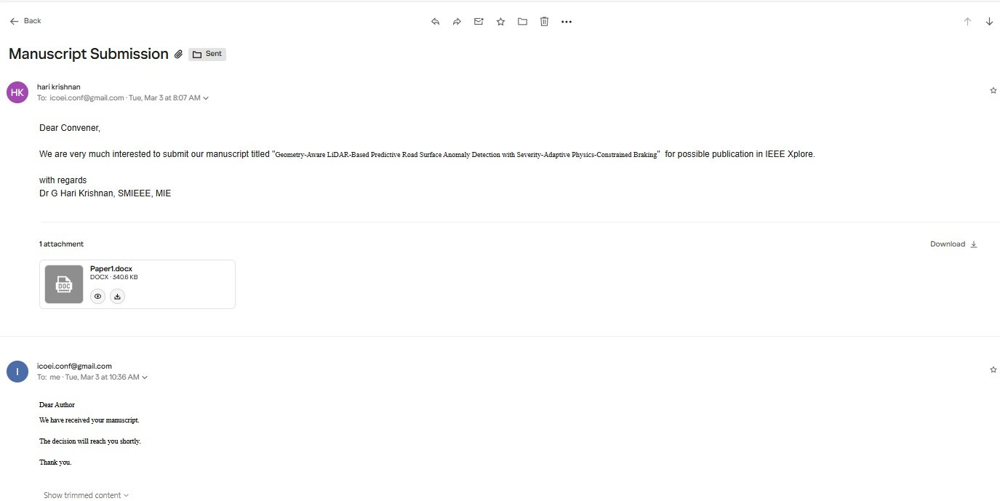 Back
Manuscript Submission Sent
HK
hari krishnan
To: icoei.conf@gmail.com · Tue, Mar 3 at 8:07 AM
Dear Convener,
We are very much interested to submit our manuscript titled "Geometry-Aware LiDAR-Based Predictive Road Surface Anomaly Detection with Severity-Adaptive Physics-Constrained Braking"  for possible publication in IEEE Xplore.
with regards
Dr G Hari Krishnan, SMIEEE, MIE
1 attachment Download
Paper1.docx
DOC
DOCX · 340.6 KB
I
icoei.conf@gmail.com
To: me · Tue, Mar 3 at 10:36 AM
Dear Author
We have received your manuscript.
The decision will reach you shortly.
Thank you.
Show trimmed content